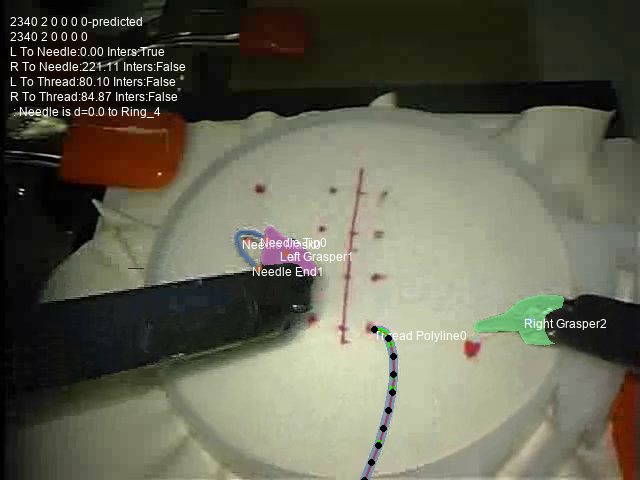 2340 2 0 0 0 0-predicted
2340 2 0 0 0 0
L To Needle:0.00 Inters:True
R To Needle:221.11 Inters:False
L To Thread:80.10 Inters:False
R To Thread:84.87 Inters:False
: Needle is d=0.0 to Ring_4
Needle Tip0
Left Grasper1
Needle End1
Right Grasper2
Thread Polyline0